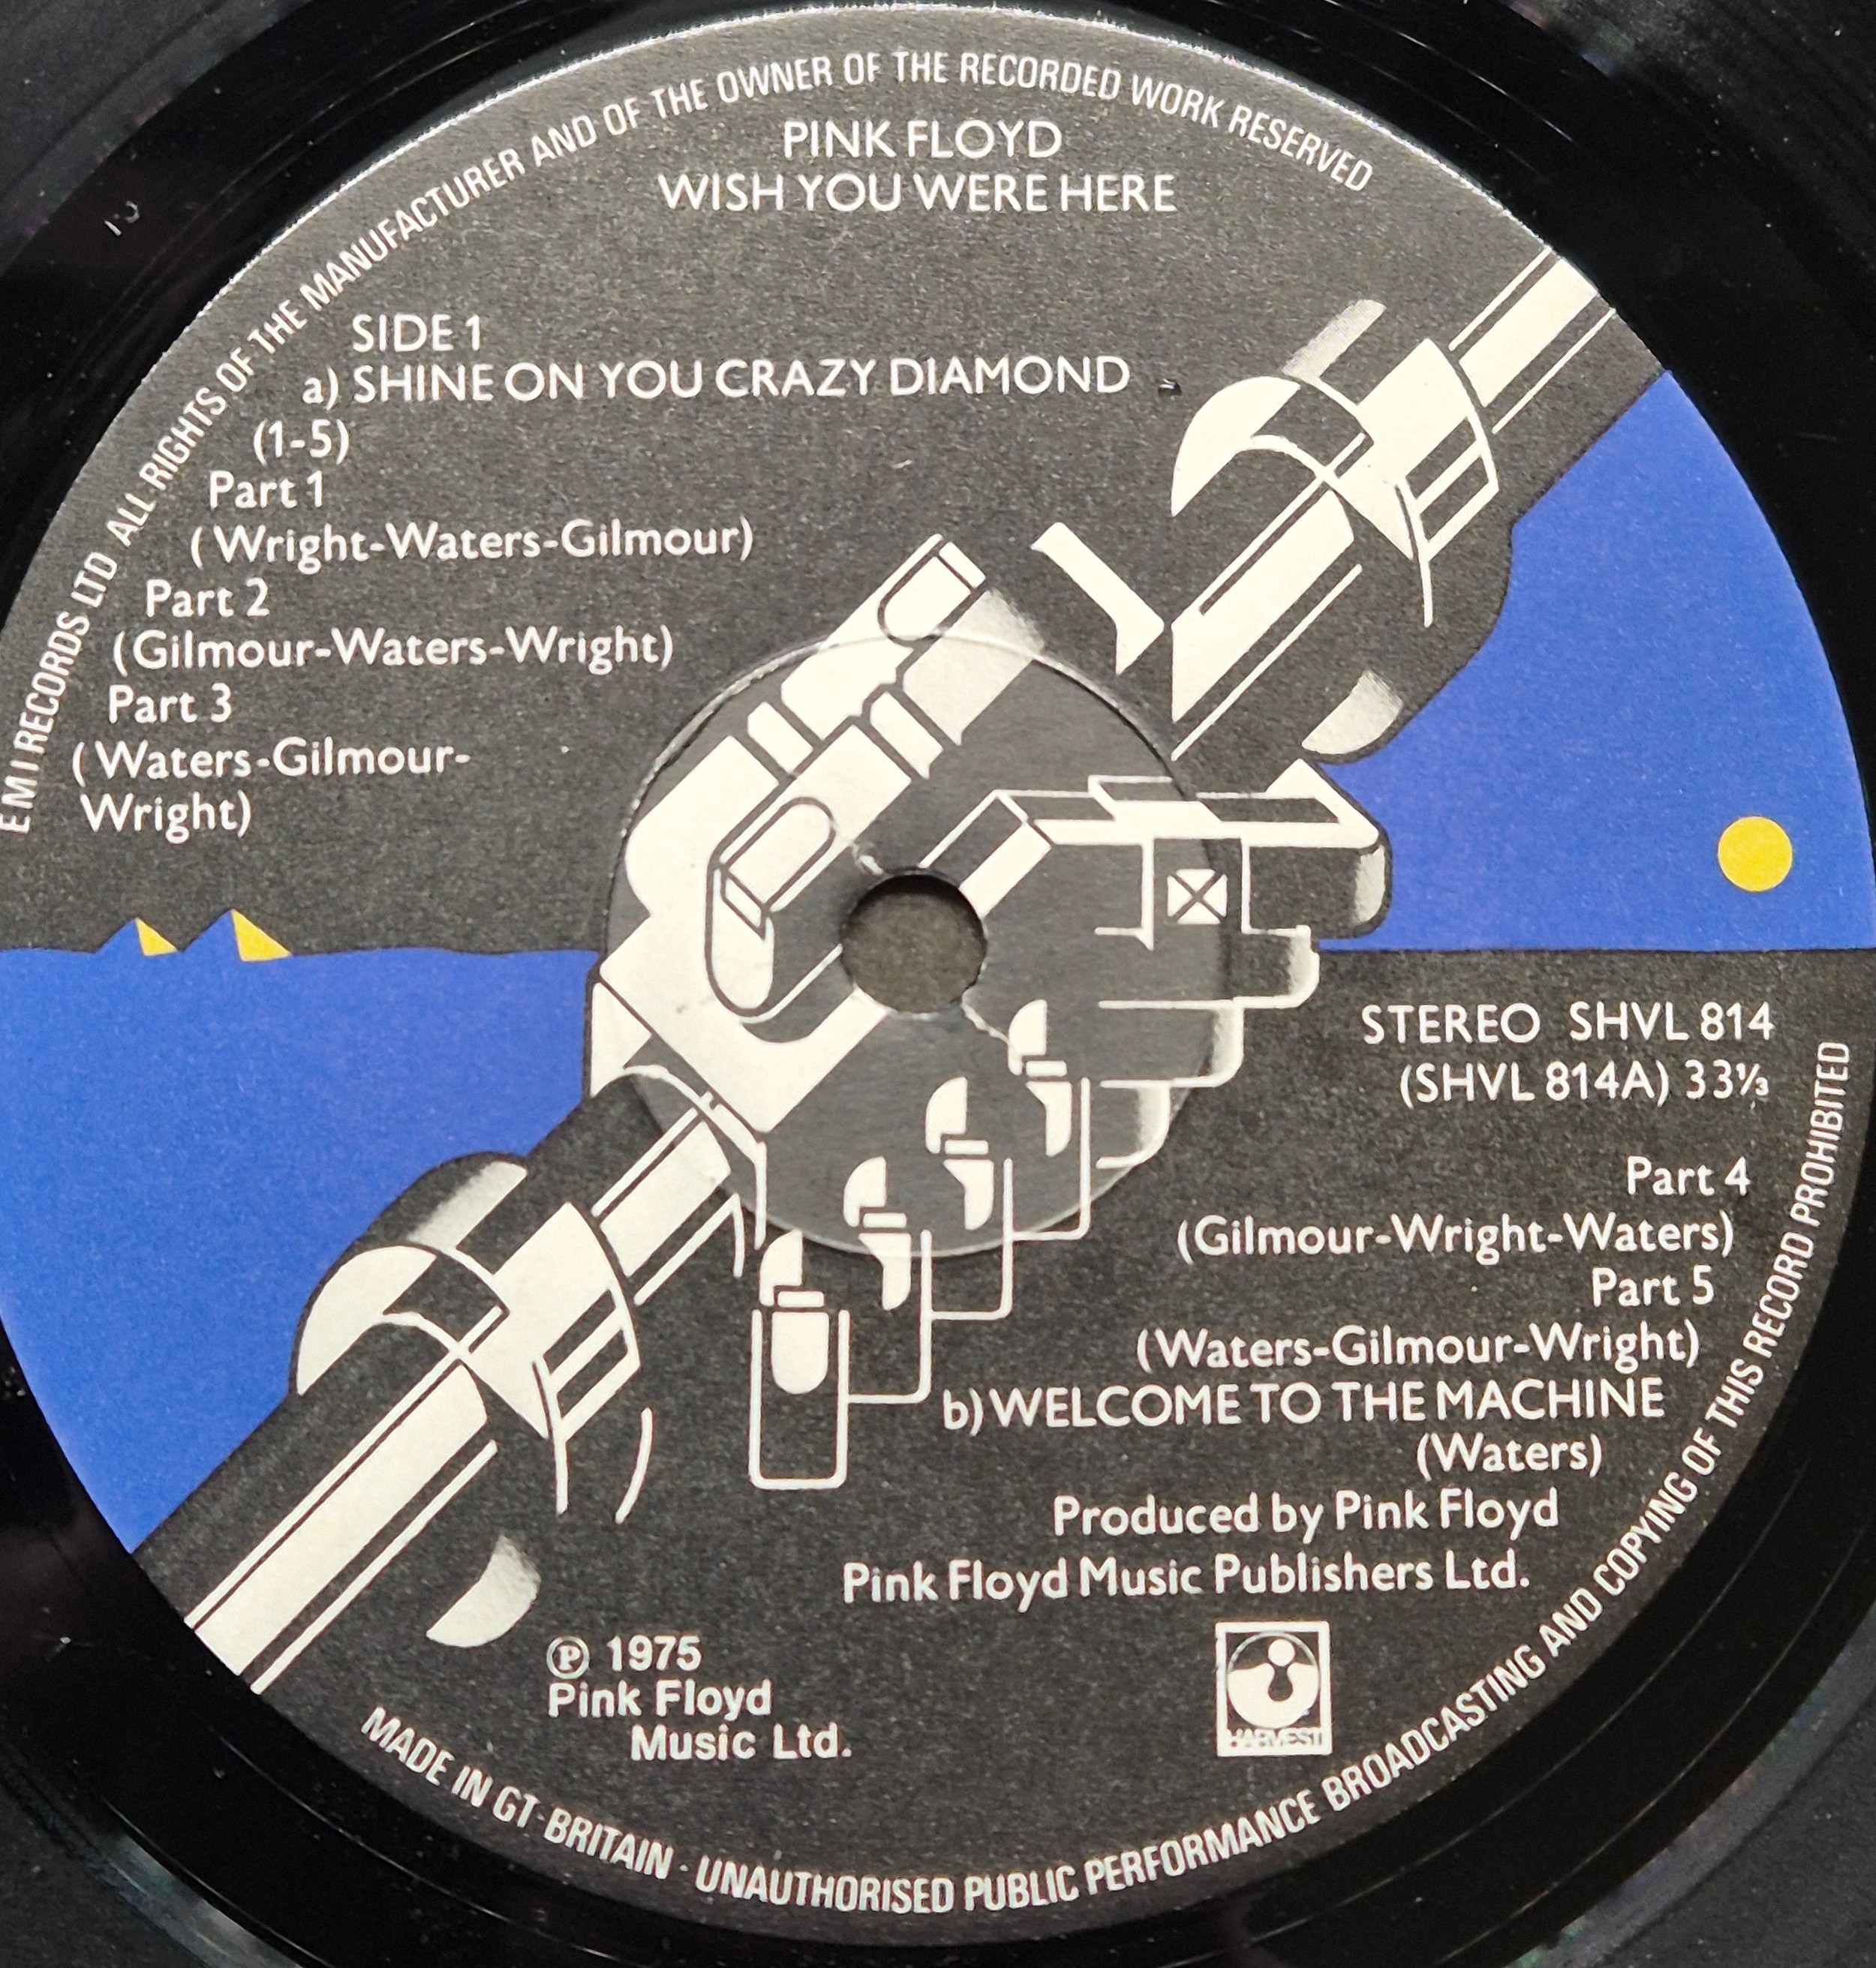 E M I RECORDS LTD ALL RIGHTS OF THE MANUFACTURER AND OF THE OWNER OF THE RECORDED WORK RESERVED
PINK FLOYD
WISH YOU WERE HERE
SIDE 1
a) SHINE ON YOU CRAZY DIAMOND
(1-5)
Part 1
(Wright-Waters-Gilmour)
Part 2
(Gilmour-Waters-Wright)
Part 3
(Waters-Gilmour-
Wright)
STEREO SHVL 814
(SHVL 814A) 33⅓
Part 4
(Gilmour-Wright-Waters)
Part 5
(Waters-Gilmour-Wright)
b) WELCOME TO THE MACHINE
(Waters)
Produced by Pink Floyd
Pink Floyd Music Publishers Ltd.
℗ 1975
Pink Floyd
Music Ltd.
HARVEST
MADE IN GT·BRITAIN · UNAUTHORISED PUBLIC PERFORMANCE BROADCASTING AND COPYING OF THIS RECORD PROHIBITED